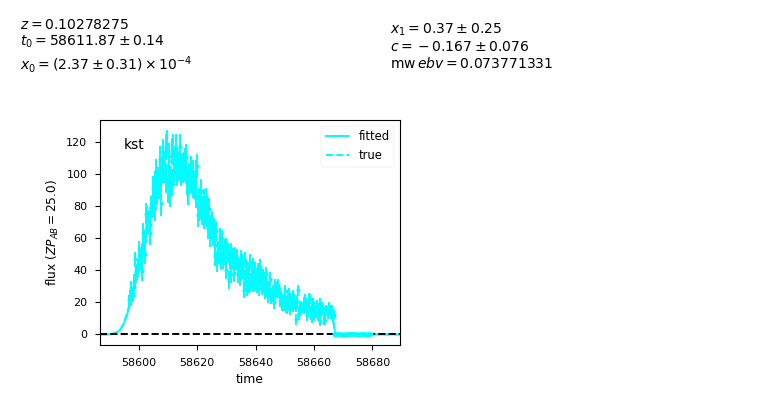 z = 0.10278275
t₀ = 58611.87 ± 0.14
x₀ = (2.37 ± 0.31) × 10⁻⁴
x₁ = 0.37 ± 0.25
c = −0.167 ± 0.076
mw ebv = 0.073771331
kst
fitted
true
flux (ZP_AB = 25.0)
120
100
80
60
40
20
0
58600 58620 58640 58660 58680
time